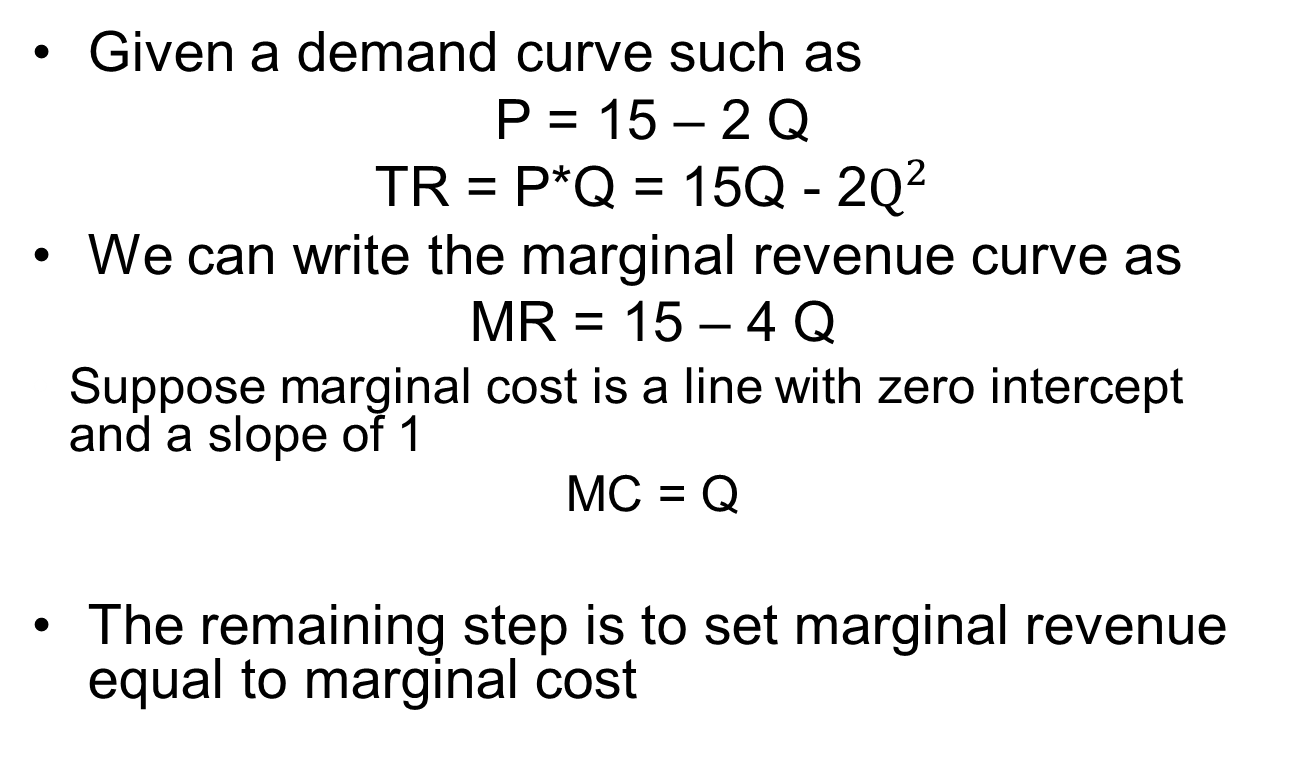 • Given a demand curve such as
P = 15 – 2 Q
TR = P*Q = 15Q - 2Q²
• We can write the marginal revenue curve as
MR = 15 – 4 Q
Suppose marginal cost is a line with zero intercept
and a slope of 1
MC = Q
• The remaining step is to set marginal revenue
equal to marginal cost